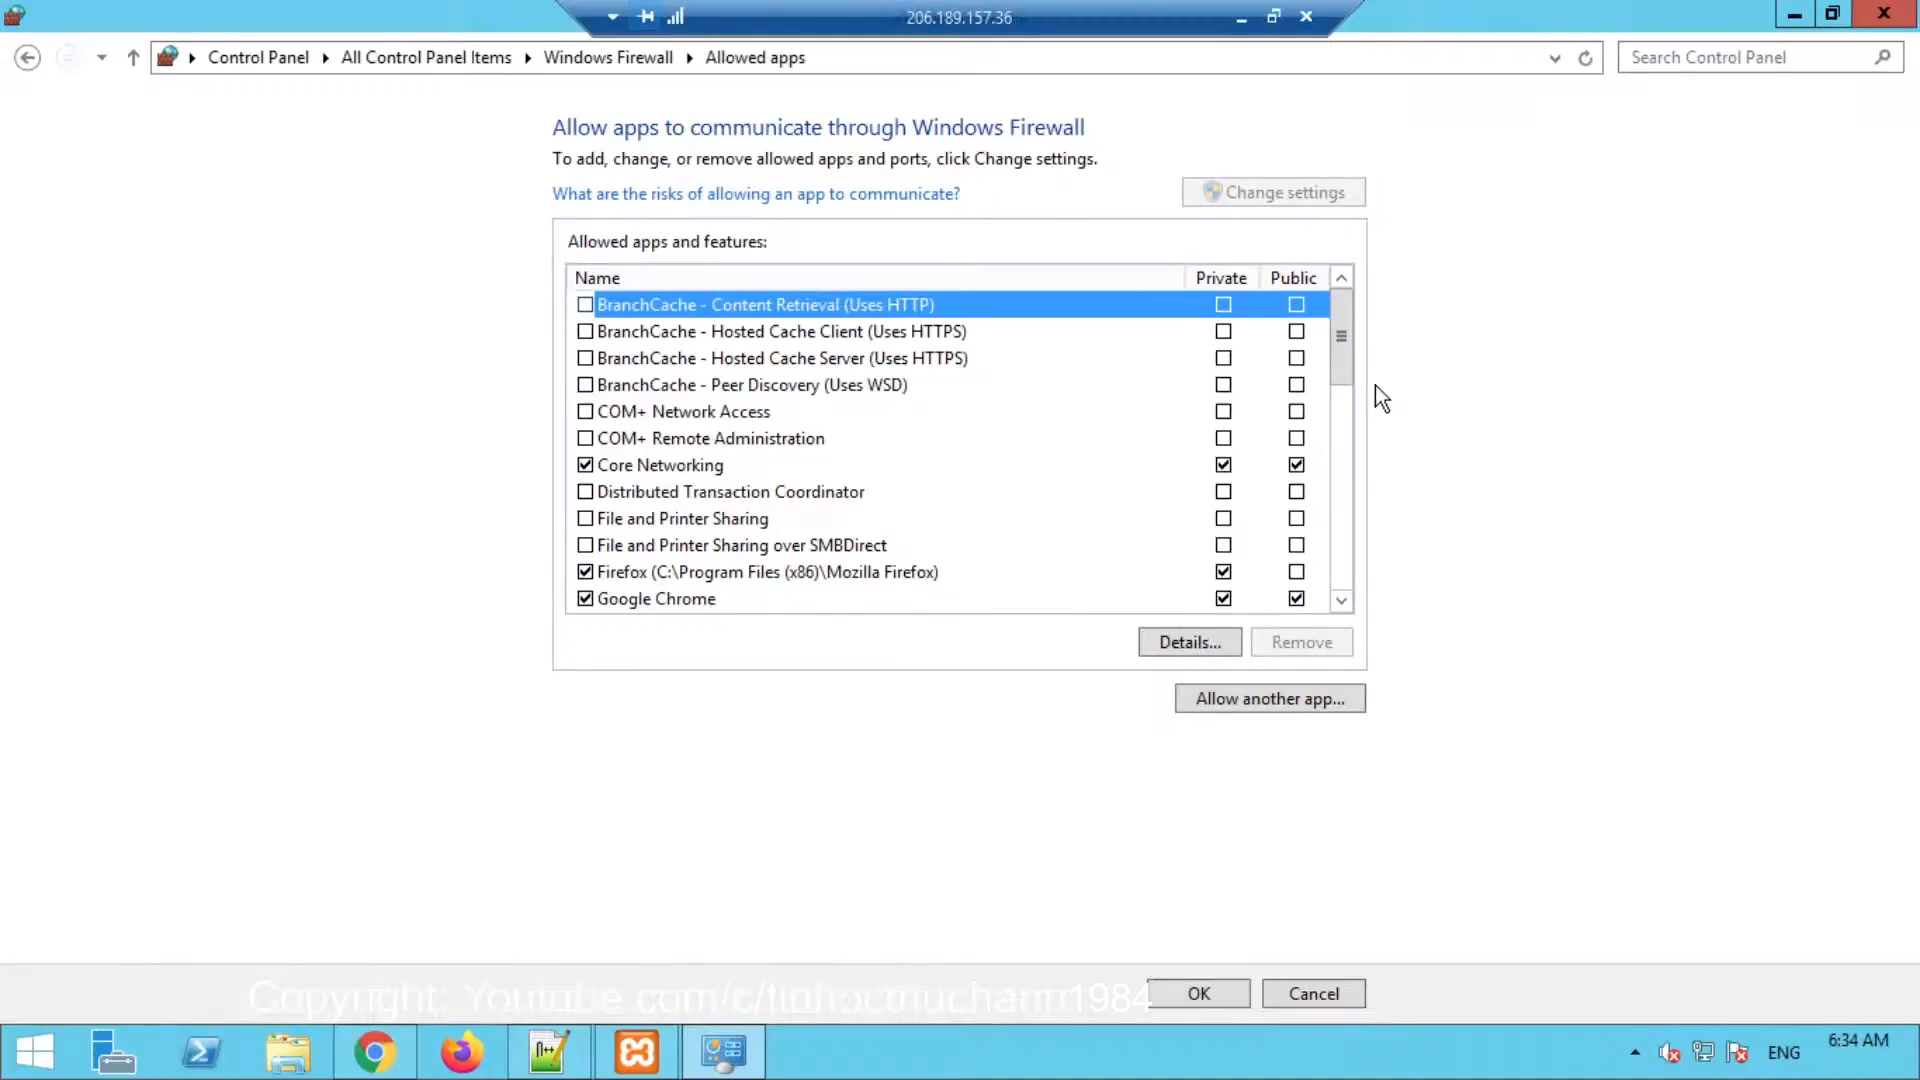 206.189.157.36
Control Panel All Control Panel Items Windows Firewall Allowed apps
Search Control Panel
Allow apps to communicate through Windows Firewall
To add, change, or remove allowed apps and ports, click Change settings.
What are the risks of allowing an app to communicate?
Change settings
Allowed apps and features:
Name Private Public
BranchCache - Content Retrieval (Uses HTTP)
BranchCache - Hosted Cache Client (Uses HTTPS)
BranchCache - Hosted Cache Server (Uses HTTPS)
BranchCache - Peer Discovery (Uses WSD)
COM+ Network Access
COM+ Remote Administration
Core Networking
Distributed Transaction Coordinator
File and Printer Sharing
File and Printer Sharing over SMBDirect
Firefox (C:\Program Files (x86)\Mozilla Firefox)
Google Chrome
Details...
Remove
Allow another app...
Copyright: Youtube.com/c/tinhoctnuchann1984
OK
Cancel
ENG
6:34 AM